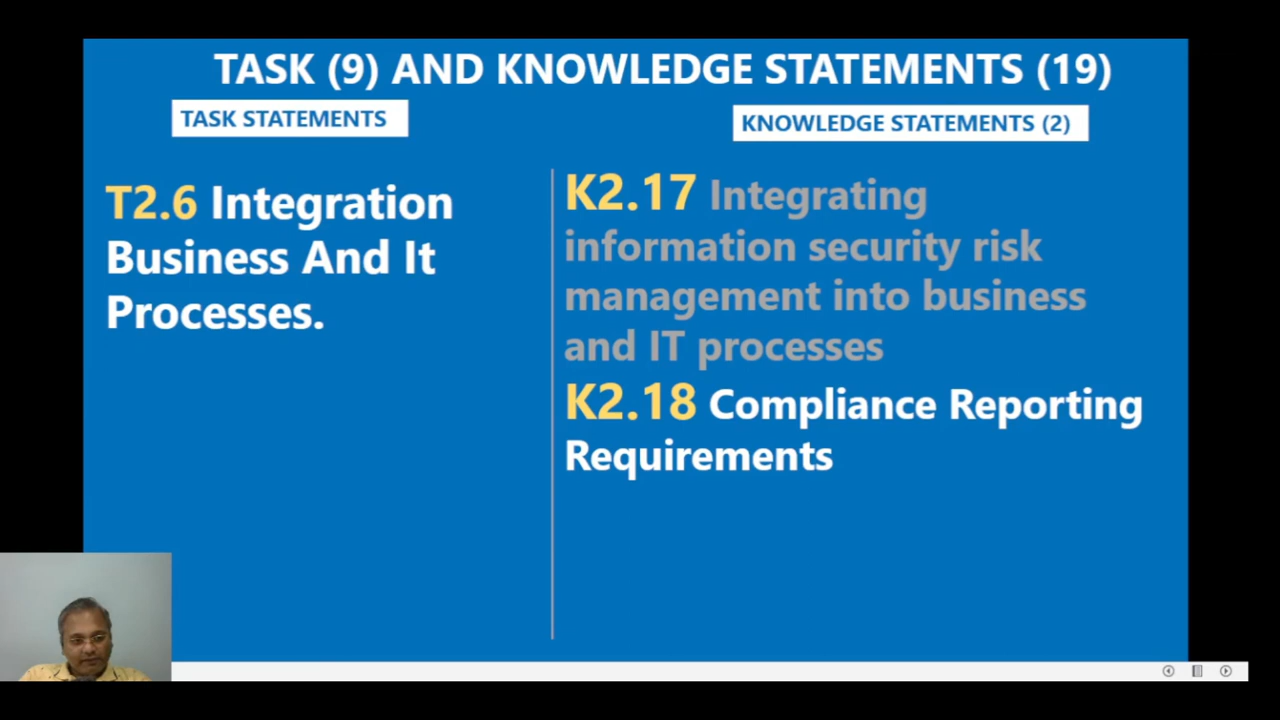 TASK (9) AND KNOWLEDGE STATEMENTS (19)
TASK STATEMENTS
KNOWLEDGE STATEMENTS (2)
T2.6 Integration
Business And It
Processes.
K2.17 Integrating
information security risk
management into business
and IT processes
K2.18 Compliance Reporting
Requirements